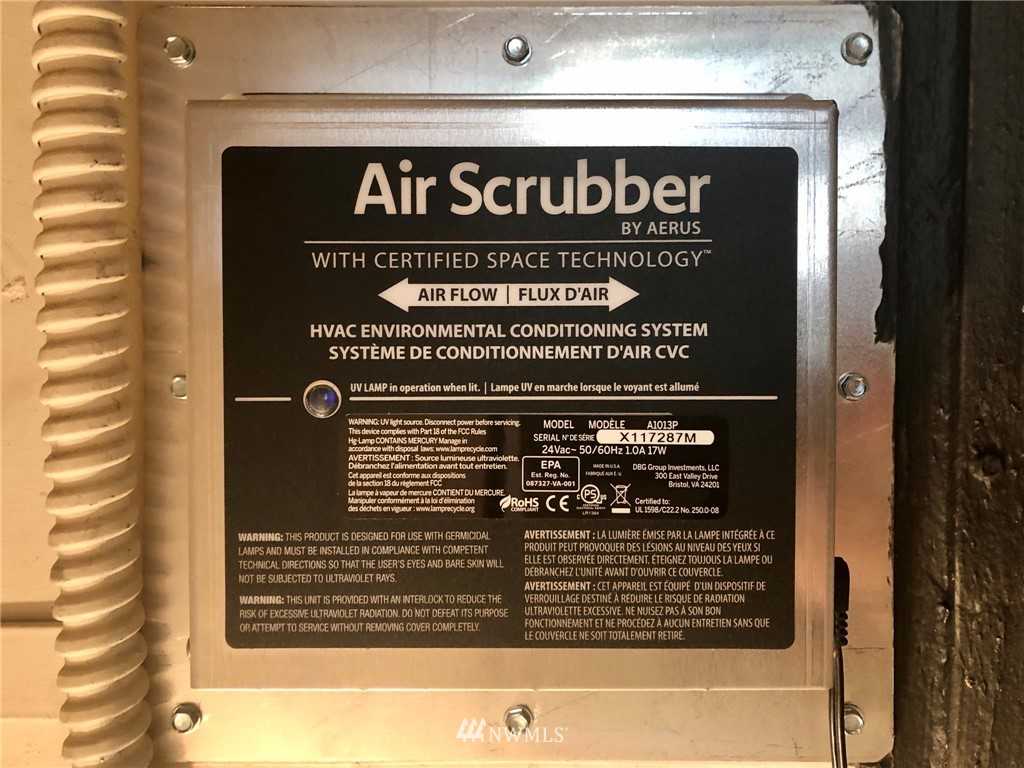 Air Scrubber
BY AERUS
WITH CERTIFIED SPACE TECHNOLOGY™
AIR FLOW | FLUX D'AIR
HVAC ENVIRONMENTAL CONDITIONING SYSTEM
SYSTÈME DE CONDITIONNEMENT D'AIR CVC
UV LAMP in operation when lit. | Lampe UV en marche lorsque le voyant est allumé
WARNING: UV light source. Disconnect power before servicing.
This device complies with Part 18 of the FCC Rules
Hg-Lamp CONTAINS MERCURY Manage in
accordance with disposal laws: www.lamprecycle.com
AVERTISSEMENT : Source lumineuse ultraviolette.
Débranchez l'alimentation avant tout entretien.
Cet appareil est conforme aux dispositions
de la section 18 du règlement FCC
La lampe à vapeur de mercure CONTIENT DU MERCURE.
Manipuler conformément à la loi d'élimination
des déchets en vigueur : www.lamprecycle.org
MODEL MODÈLE A1013P
SERIAL N° DE SÉRIE X117287M
24Vac~ 50/60Hz 1.0A 17W
EPA
Est. Reg. No.
087327-VA-001
MADE IN U.S.A.
FABRIQUÉ AUX É. U.
DBG Group Investments, LLC
300 East Valley Drive
Bristol, VA 24201
RoHS
COMPLIANT
CE
C PS US
LR1384
Certified to:
UL 1598/C22.2 No. 250.0-08
WARNING: THIS PRODUCT IS DESIGNED FOR USE WITH GERMICIDAL
LAMPS AND MUST BE INSTALLED IN COMPLIANCE WITH COMPETENT
TECHNICAL DIRECTIONS SO THAT THE USER'S EYES AND BARE SKIN WILL
NOT BE SUBJECTED TO ULTRAVIOLET RAYS.
WARNING: THIS UNIT IS PROVIDED WITH AN INTERLOCK TO REDUCE THE
RISK OF EXCESSIVE ULTRAVIOLET RADIATION. DO NOT DEFEAT ITS PURPOSE
OR ATTEMPT TO SERVICE WITHOUT REMOVING COVER COMPLETELY.
AVERTISSEMENT : LA LUMIÈRE ÉMISE PAR LA LAMPE INTÉGRÉE À CE
PRODUIT PEUT PROVOQUER DES LÉSIONS AU NIVEAU DES YEUX SI
ELLE EST OBSERVÉE DIRECTEMENT. ÉTEIGNEZ TOUJOURS LA LAMPE OU
DÉBRANCHEZ L'UNITÉ AVANT D'OUVRIR CE COUVERCLE.
AVERTISSEMENT : CET APPAREIL EST ÉQUIPÉ D'UN DISPOSITIF DE
VERROUILLAGE DESTINÉ À RÉDUIRE LE RISQUE DE RADIATION
ULTRAVIOLETTE EXCESSIVE. NE NUISEZ PAS À SON BON
FONCTIONNEMENT ET NE PROCÉDEZ À AUCUN ENTRETIEN SANS QUE
LE COUVERCLE NE SOIT TOTALEMENT RETIRÉ.
NWMLS